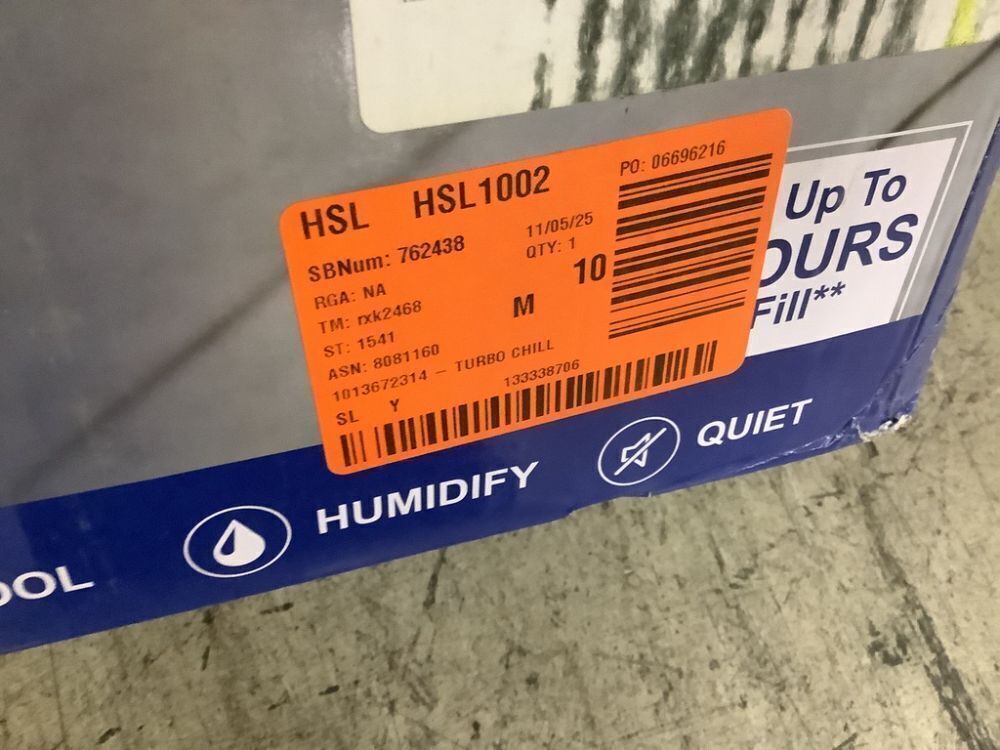 HSL HSL1002
PO: 06696216
SBNum: 762438
11/05/25
QTY: 1
RGA: NA
10
TM: rxk2468
M
ST: 1541
ASN: 8081160
1013672314 – TURBO CHILL
SL Y
133338706
Up To
OURS
Fill**
HUMIDIFY
QUIET
OOL